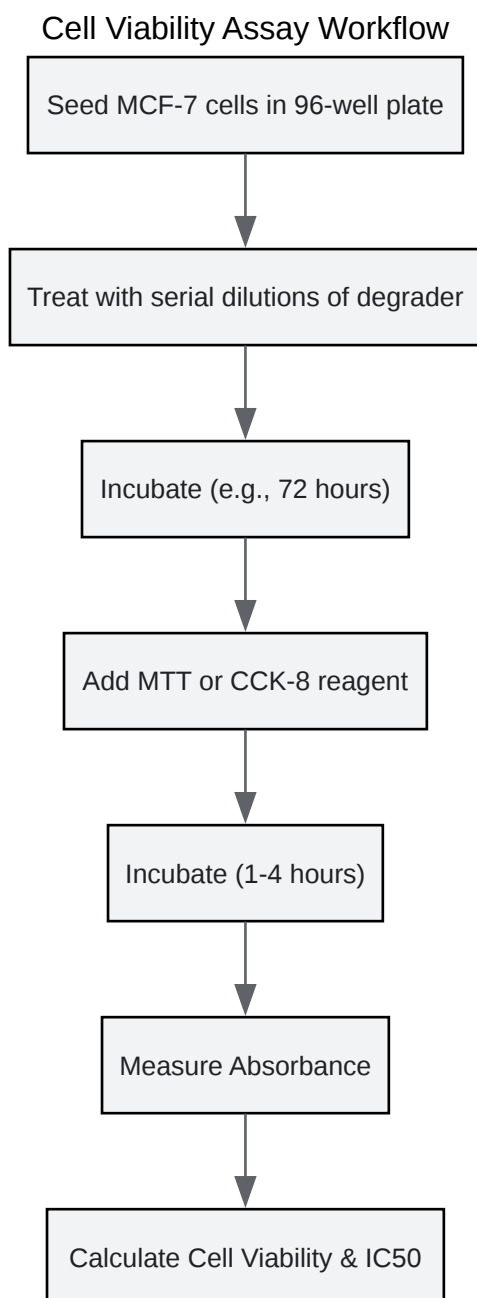 Cell Viability Assay Workflow
Seed MCF-7 cells in 96-well plate
Treat with serial dilutions of degrader
Incubate (e.g., 72 hours)
Add MTT or CCK-8 reagent
Incubate (1-4 hours)
Measure Absorbance
Calculate Cell Viability & IC50